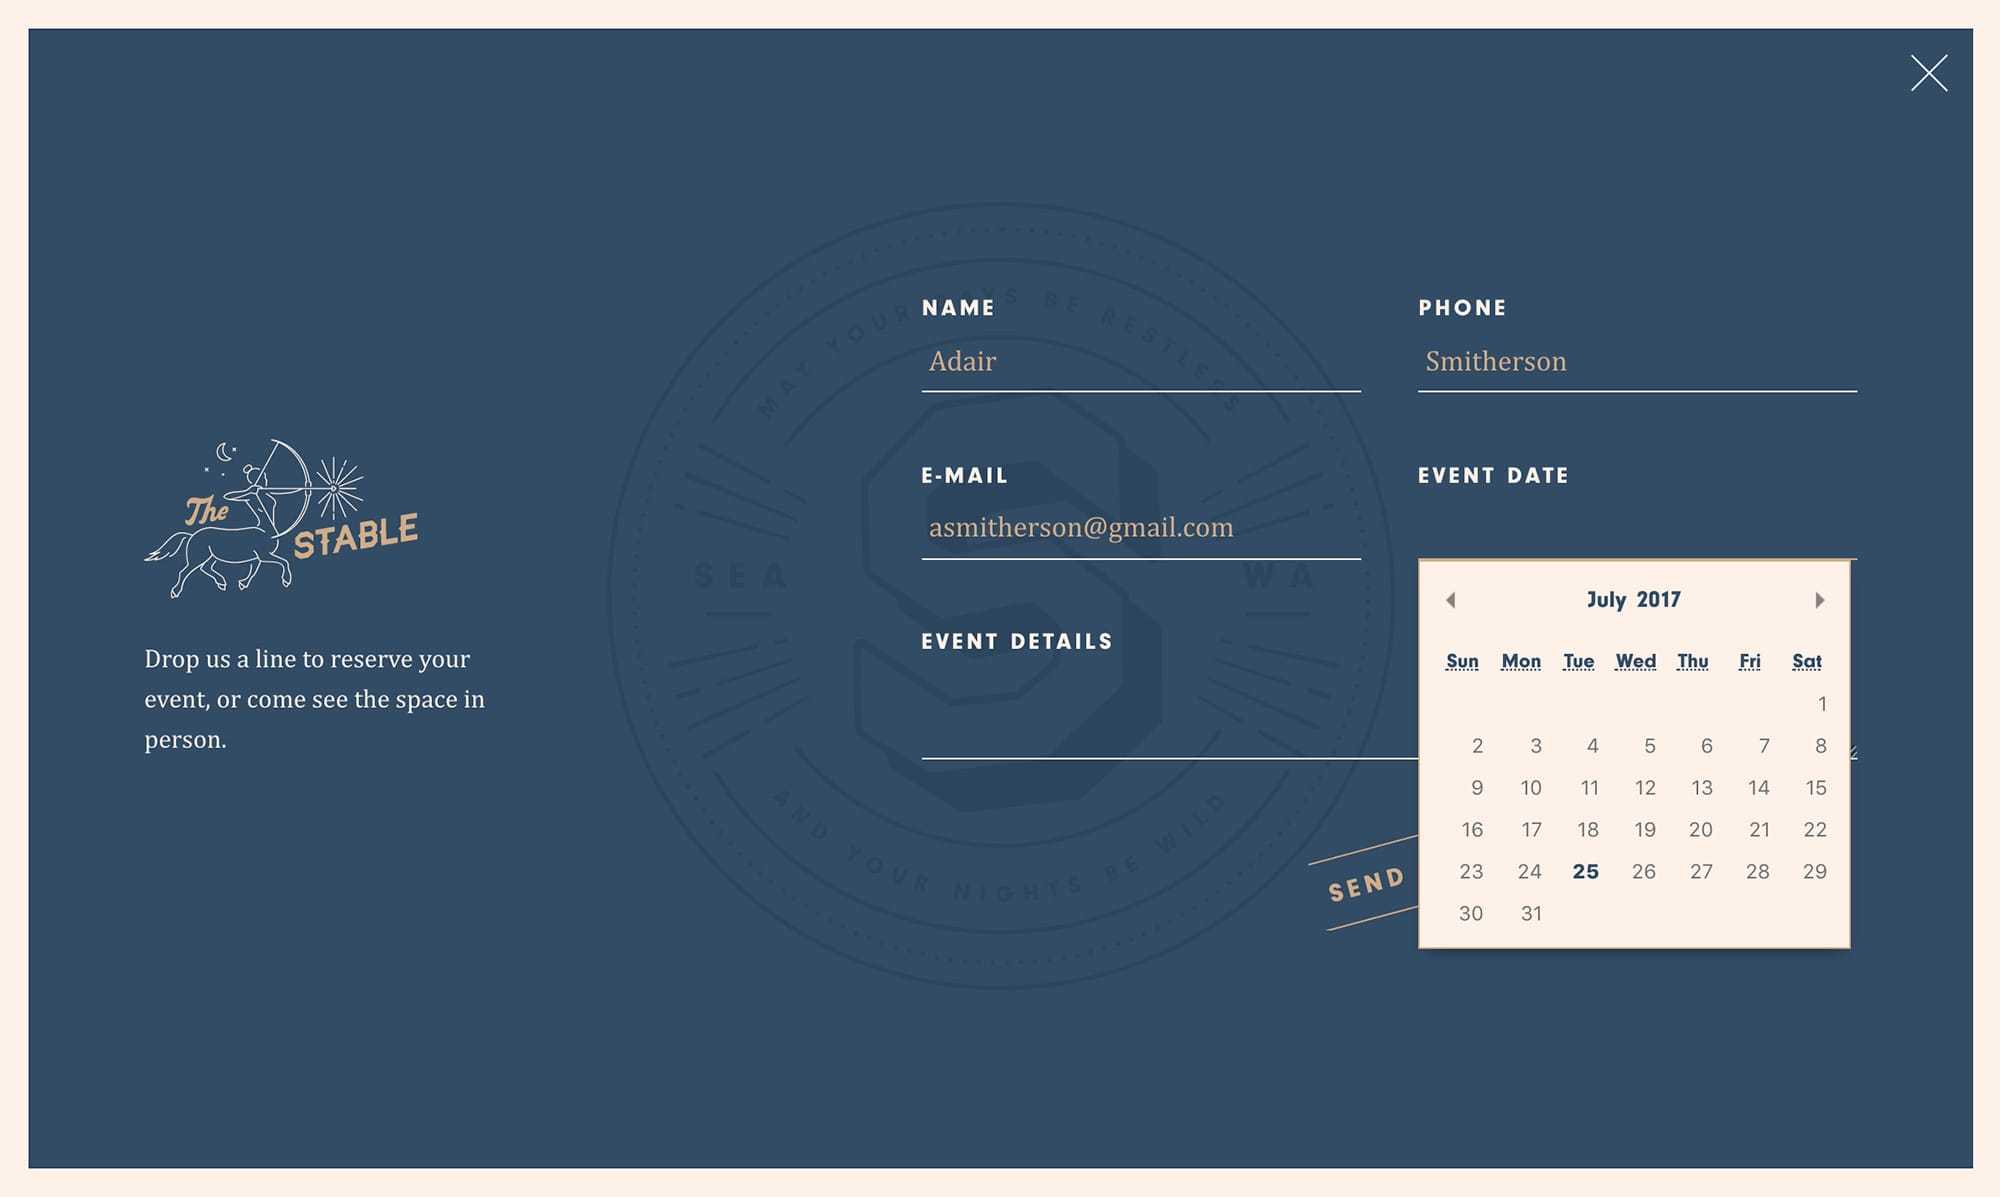 The
STABLE
Drop us a line to reserve your
event, or come see the space in
person.
MAY YOUR DAYS BE RESTLESS
SEA
WA
AND YOUR NIGHTS BE WILD
NAME
Adair
PHONE
Smitherson
E-MAIL
asmitherson@gmail.com
EVENT DATE
EVENT DETAILS
SEND
July 2017
Sun Mon Tue Wed Thu Fri Sat
1
2 3 4 5 6 7 8
9 10 11 12 13 14 15
16 17 18 19 20 21 22
23 24 25 26 27 28 29
30 31